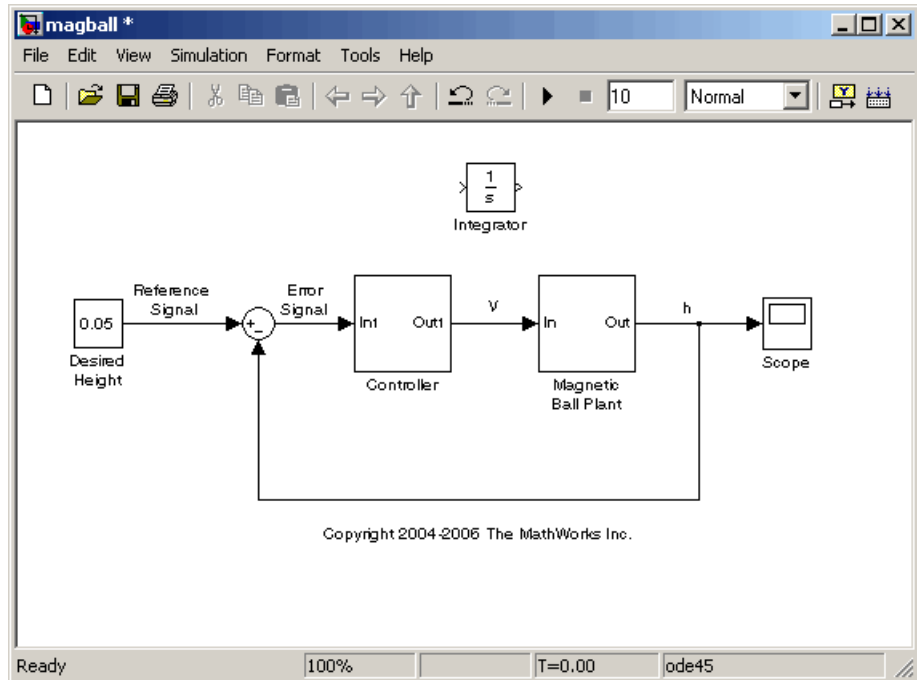 magball *
File Edit View Simulation Format Tools Help
10 Normal
1
s
Integrator
Reference
Signal
Error
Signal
0.05
+
-
In1 Out1
V
In Out
h
Desired
Height
Controller
Magnetic
Ball Plant
Scope
Copyright 2004-2006 The MathWorks Inc.
Ready 100% T=0.00 ode45